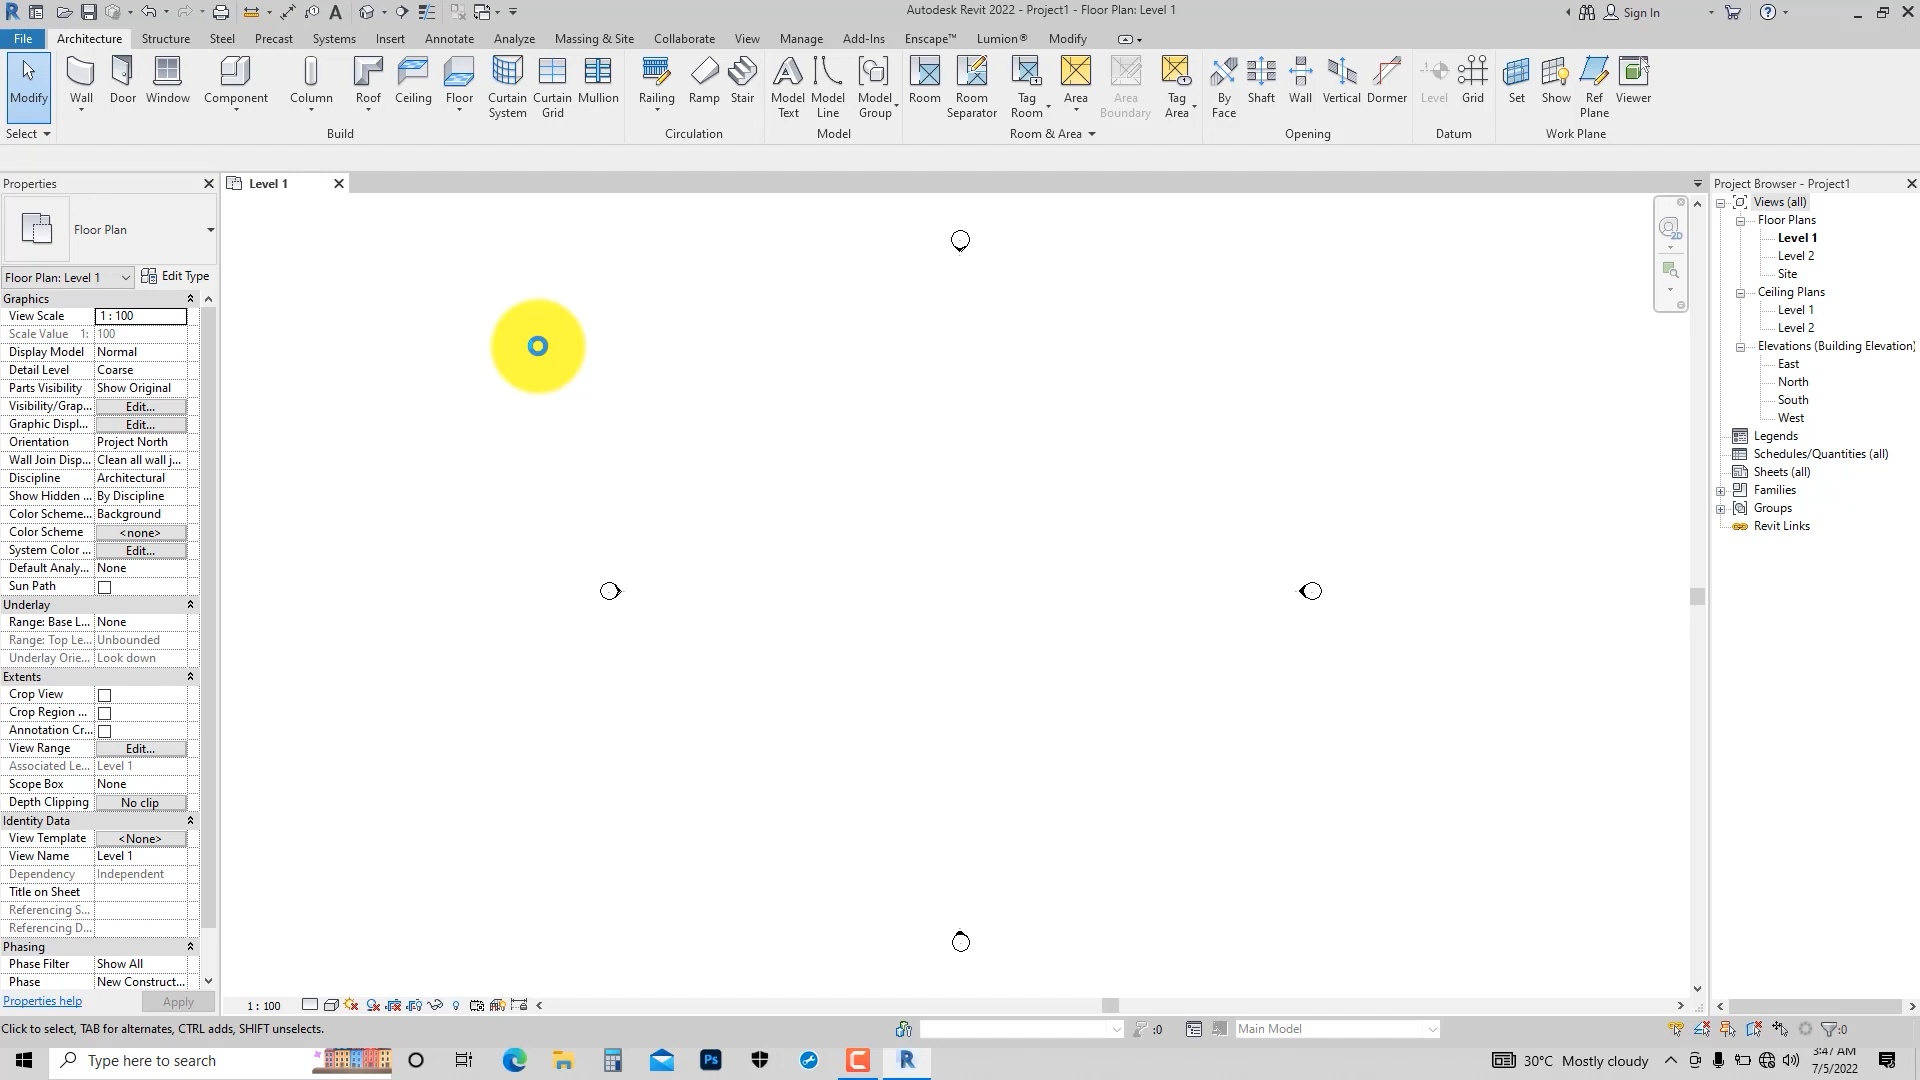 Autodesk Revit 2022 - Project1 - Floor Plan: Level 1
Sign In
File Architecture Structure Steel Precast Systems Insert Annotate Analyze Massing & Site Collaborate View Manage Add-Ins Enscape™ Lumion® Modify
Modify Wall Door Window Component Column Roof Ceiling Floor Curtain System Curtain Grid Mullion Railing Ramp Stair Model Text Model Line Model Group Room Room Separator Tag Room Area Area Boundary Tag Area By Face Shaft Wall Vertical Dormer Level Grid Set Show Ref Plane Viewer
Select Build Circulation Model Room & Area Opening Datum Work Plane
Properties
Floor Plan
Floor Plan: Level 1 Edit Type
Graphics
View Scale 1 : 100
Scale Value 1: 100
Display Model Normal
Detail Level Coarse
Parts Visibility Show Original
Visibility/Grap... Edit...
Graphic Displ... Edit...
Orientation Project North
Wall Join Disp... Clean all wall j...
Discipline Architectural
Show Hidden ... By Discipline
Color Scheme... Background
Color Scheme <none>
System Color ... Edit...
Default Analy... None
Sun Path
Underlay
Range: Base L... None
Range: Top Le... Unbounded
Underlay Orie... Look down
Extents
Crop View
Crop Region ...
Annotation Cr...
View Range Edit...
Associated Le... Level 1
Scope Box None
Depth Clipping No clip
Identity Data
View Template <None>
View Name Level 1
Dependency Independent
Title on Sheet
Referencing S...
Referencing D...
Phasing
Phase Filter Show All
Phase New Construct...
Properties help Apply
Level 1
2D
1 : 100
Project Browser - Project1
Views (all)
Floor Plans
Level 1
Level 2
Site
Ceiling Plans
Level 1
Level 2
Elevations (Building Elevation)
East
North
South
West
Legends
Schedules/Quantities (all)
Sheets (all)
Families
Groups
Revit Links
Click to select, TAB for alternates, CTRL adds, SHIFT unselects.
:0
Main Model
:0
Type here to search
Ps
30°C Mostly cloudy
3:47 AM
7/5/2022